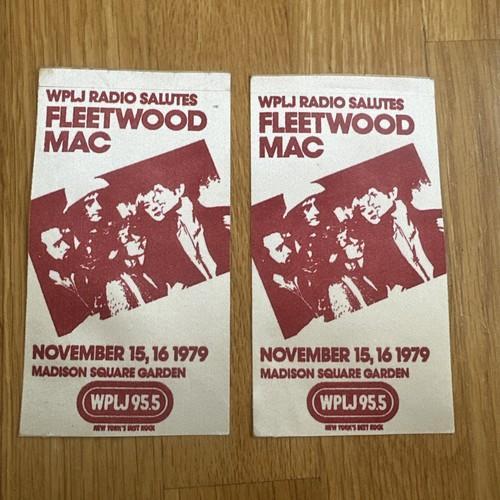 WPLJ RADIO SALUTES
FLEETWOOD
MAC
NOVEMBER 15, 16 1979
MADISON SQUARE GARDEN
WPLJ 95.5
NEW YORK'S BEST ROCK
WPLJ RADIO SALUTES
FLEETWOOD
MAC
NOVEMBER 15, 16 1979
MADISON SQUARE GARDEN
WPLJ 95.5
NEW YORK'S BEST ROCK